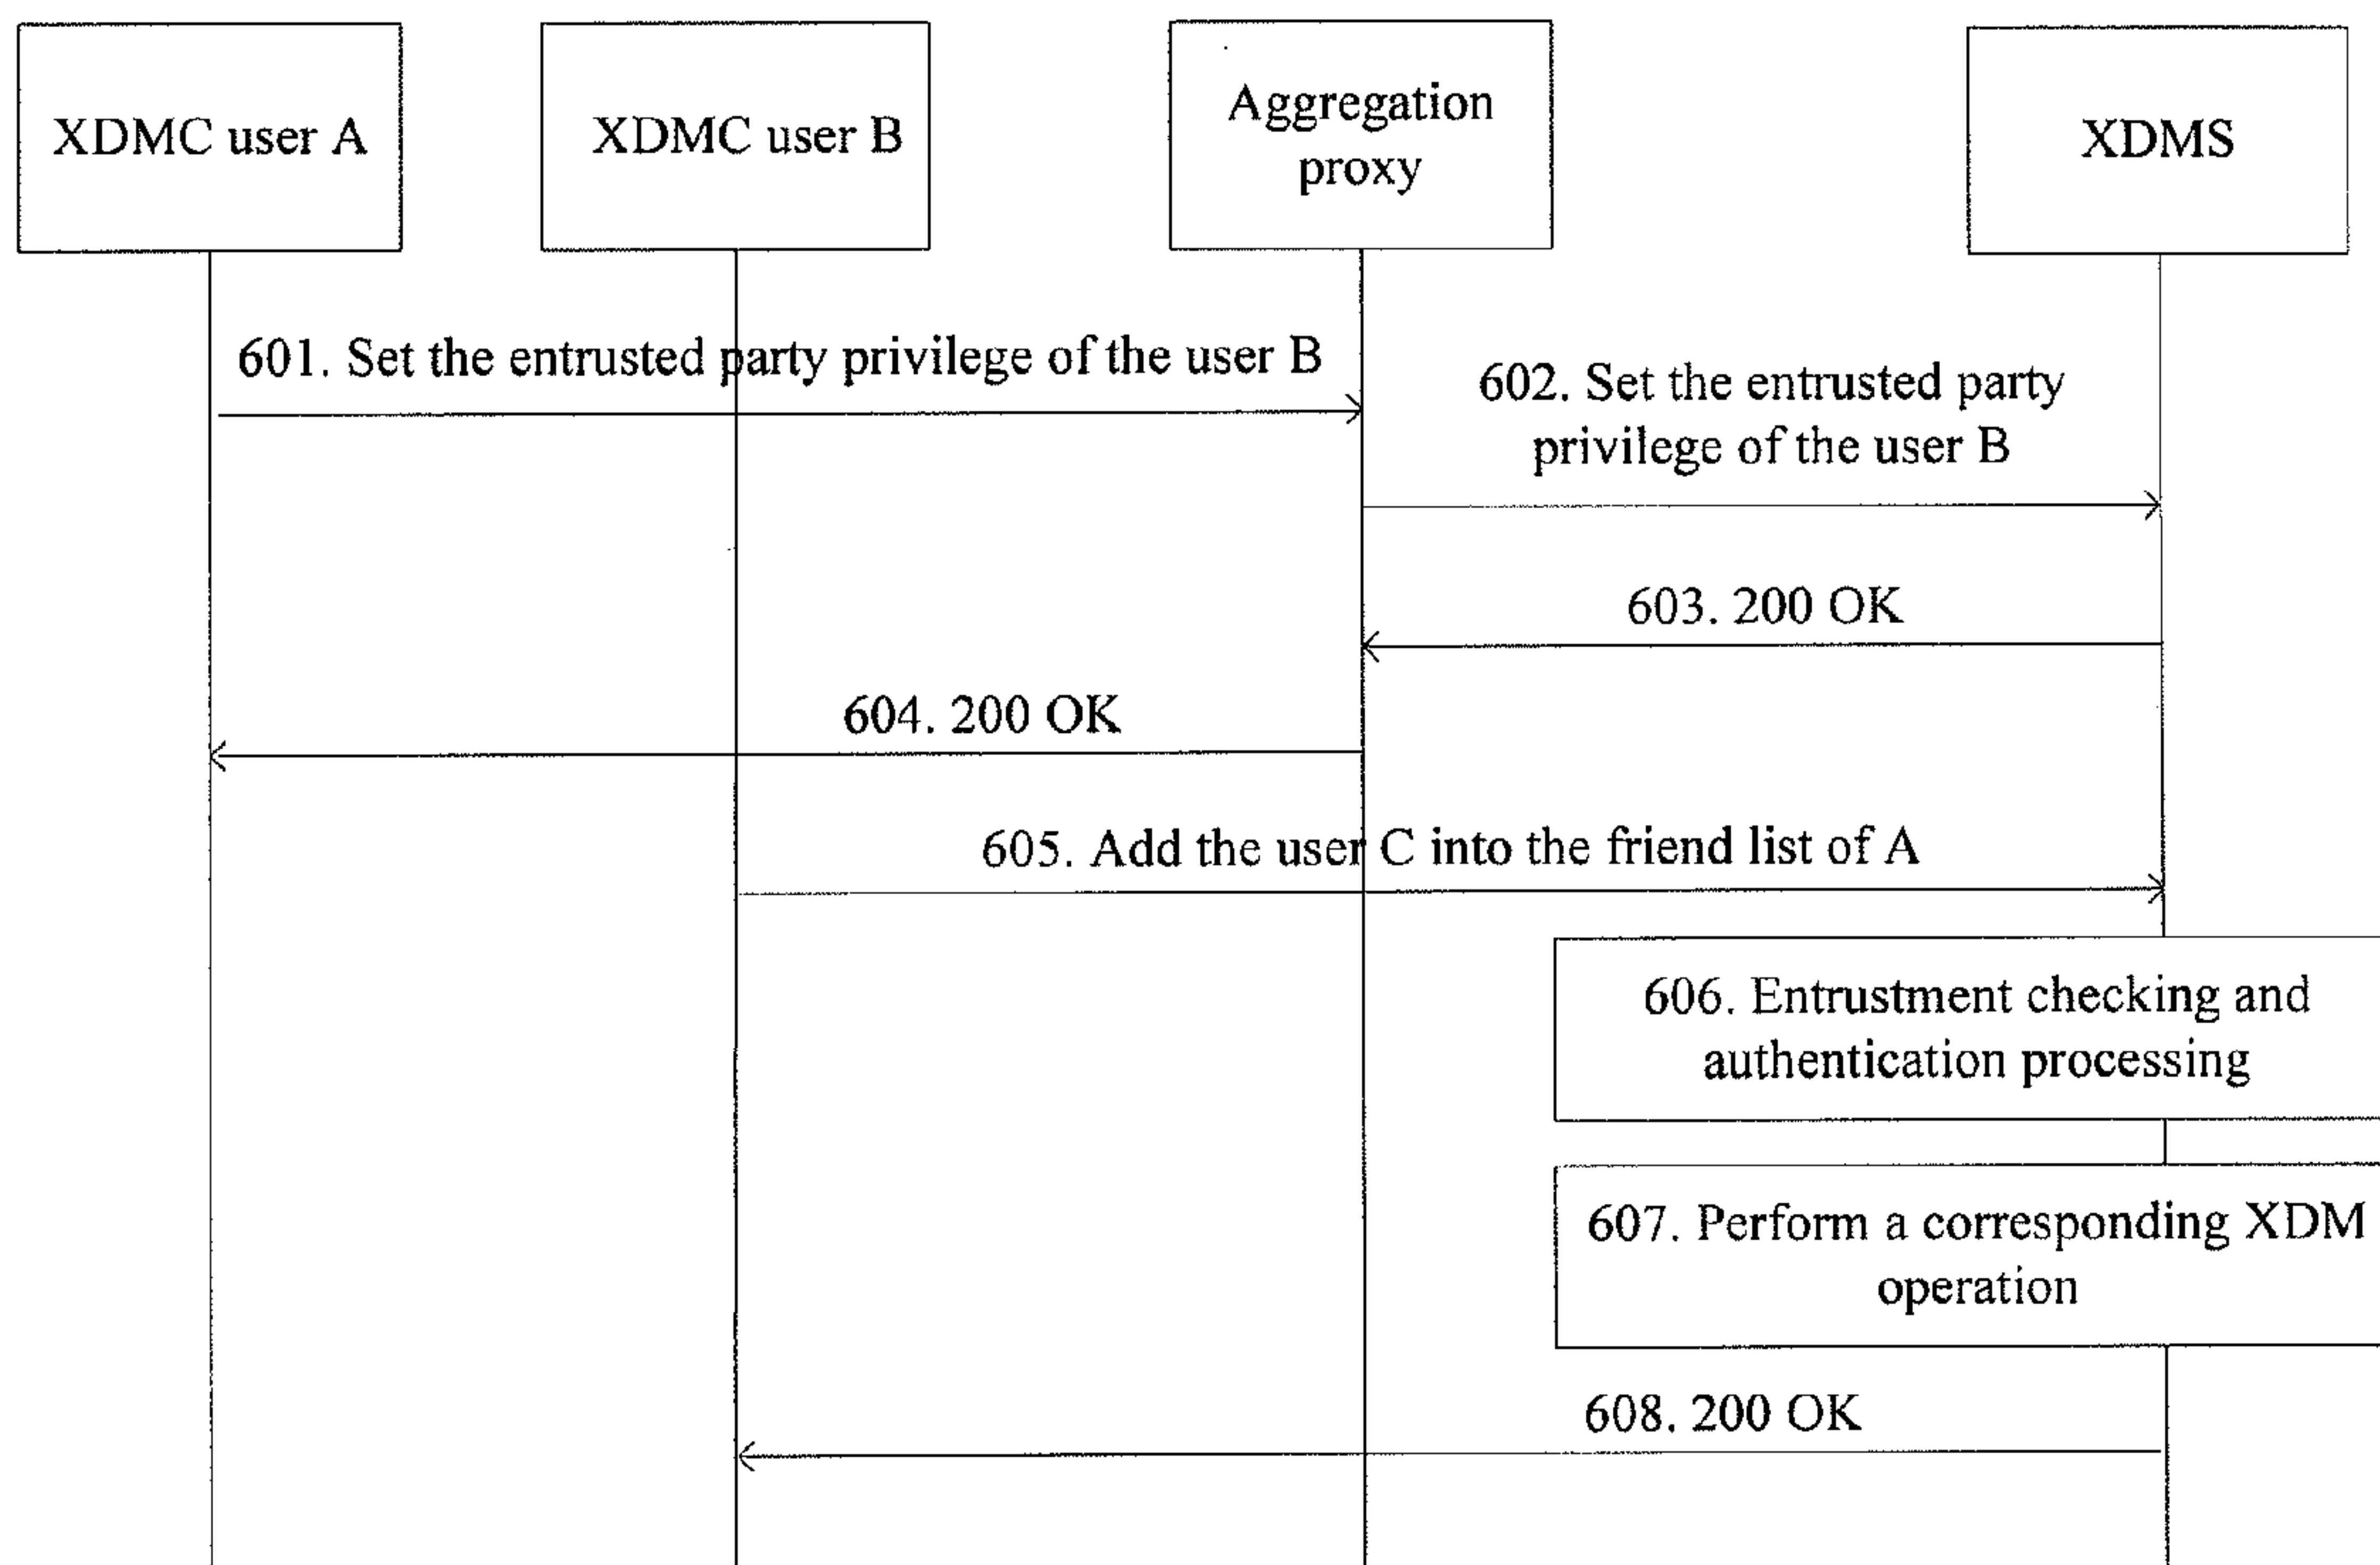 XDMC user A
XDMC user B
Aggregation
proxy
XDMS
601. Set the entrusted party privilege of the user B
602. Set the entrusted party
privilege of the user B
603. 200 OK
604. 200 OK
605. Add the user C into the friend list of A
606. Entrustment checking and
authentication processing
607. Perform a corresponding XDM
operation
608. 200 OK